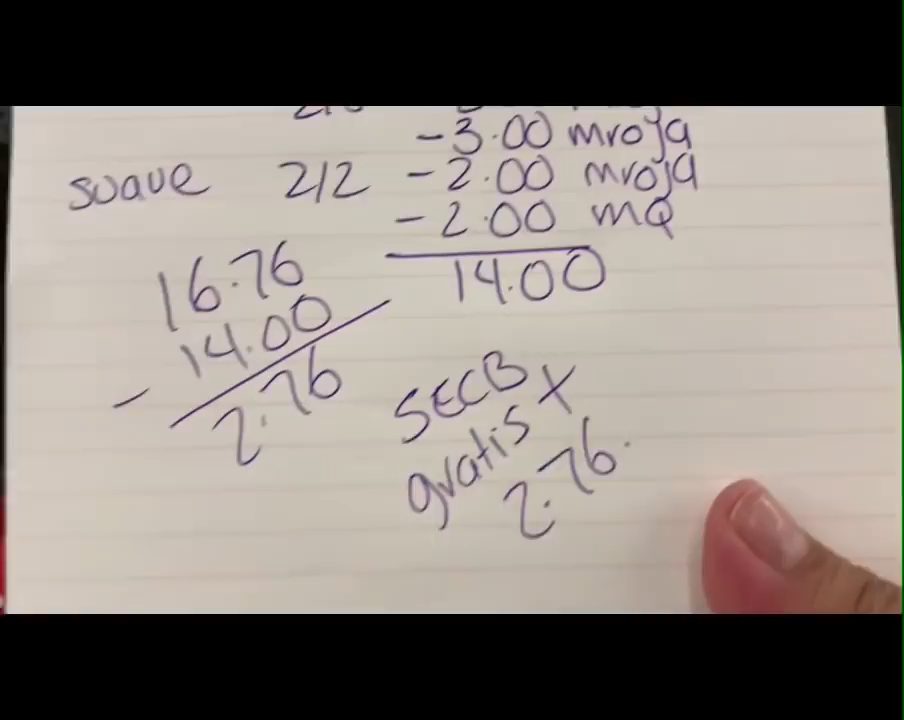 -3.00 mroja
suave 2/2 -2.00 mroja
-2.00 mQ
14.00
16.76
- 14.00
2.76
SECB x
gratis
2.76.